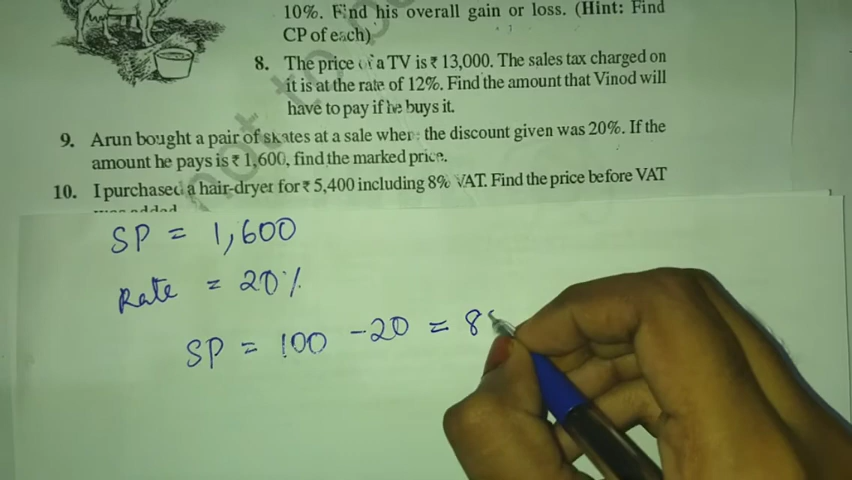 10%. Find his overall gain or loss. (Hint: Find
CP of each)
8. The price of a TV is ₹ 13,000. The sales tax charged on
it is at the rate of 12%. Find the amount that Vinod will
have to pay if he buys it.
9. Arun bought a pair of skates at a sale where the discount given was 20%. If the
amount he pays is ₹ 1,600, find the marked price.
10. I purchased a hair-dryer for ₹ 5,400 including 8% VAT. Find the price before VAT
was added.
not to be
SP = 1,600
Rate = 20%
SP = 100 - 20 = 8